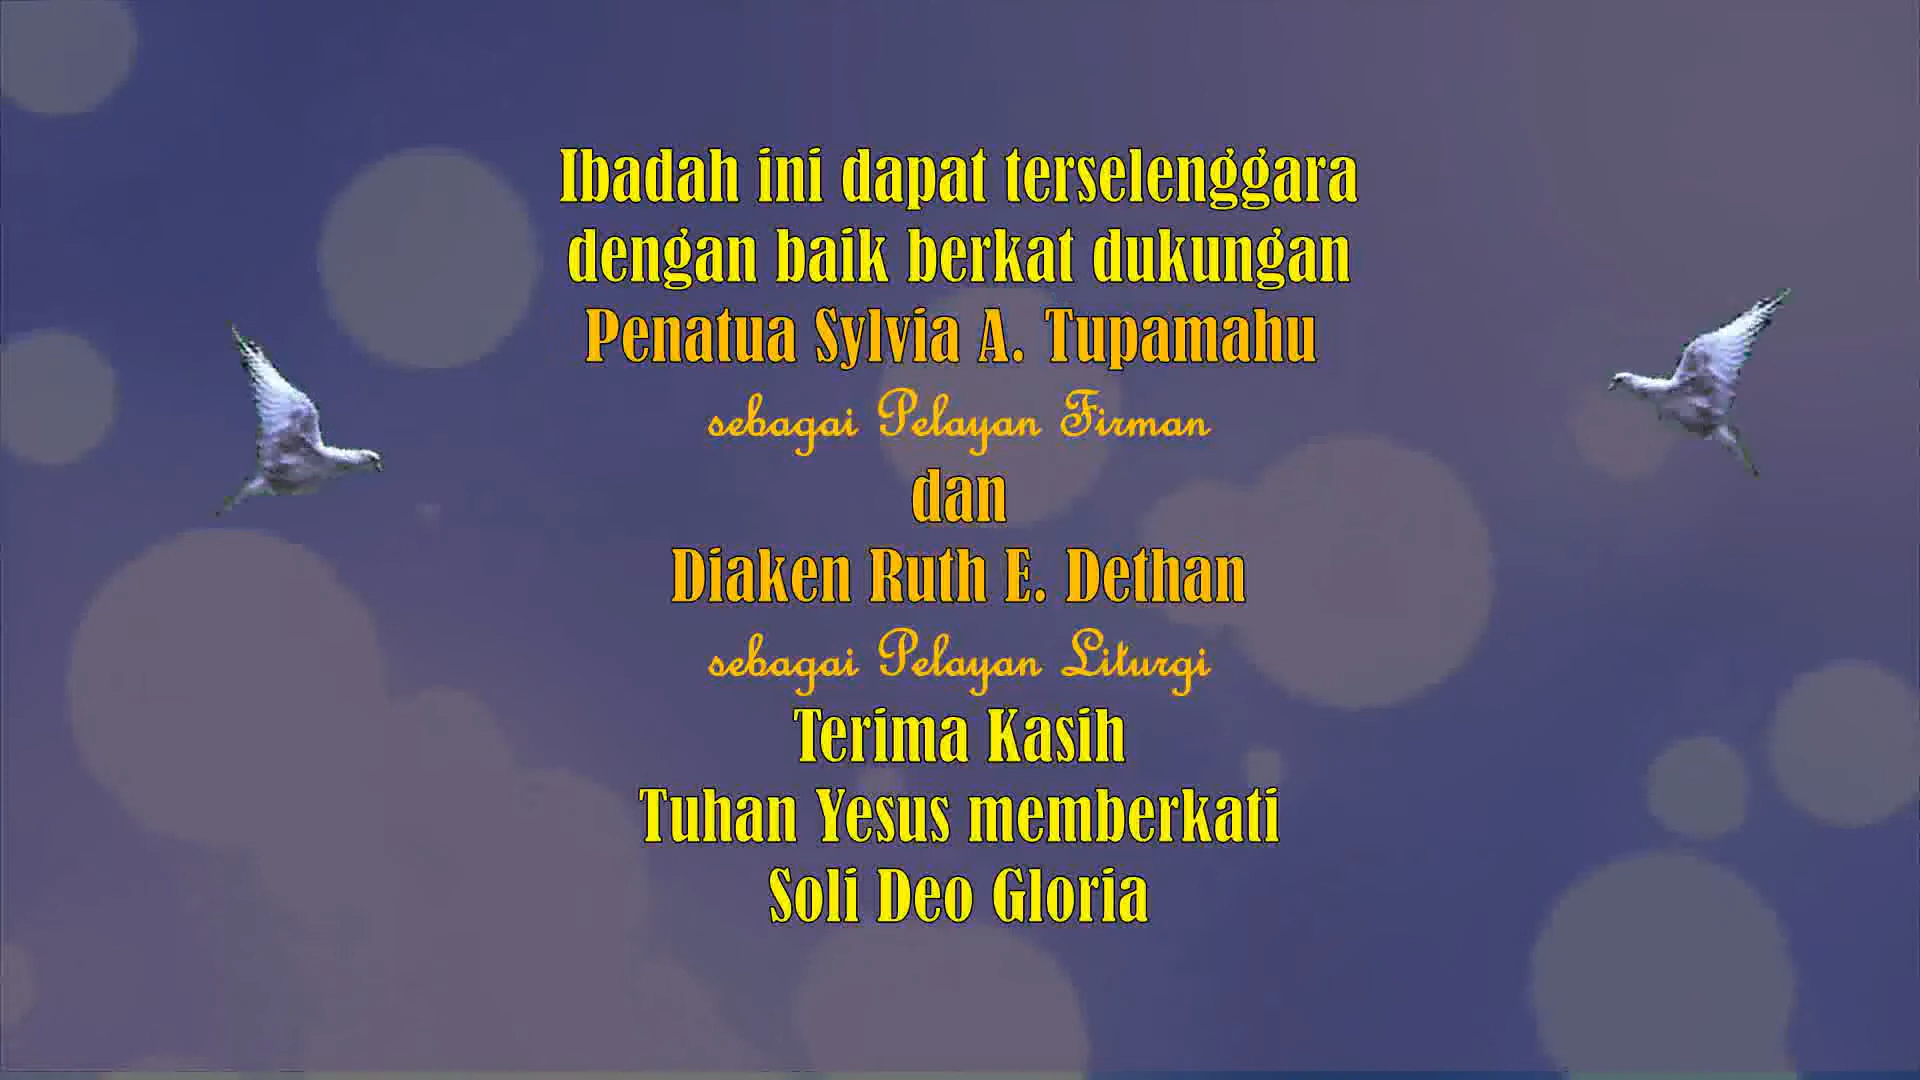 Ibadah ini dapat terselenggara
dengan baik berkat dukungan
Penatua Sylvia A. Tupamahu
sebagai Pelayan Firman
dan
Diaken Ruth E. Dethan
sebagai Pelayan Liturgi
Terima Kasih
Tuhan Yesus memberkati
Soli Deo Gloria